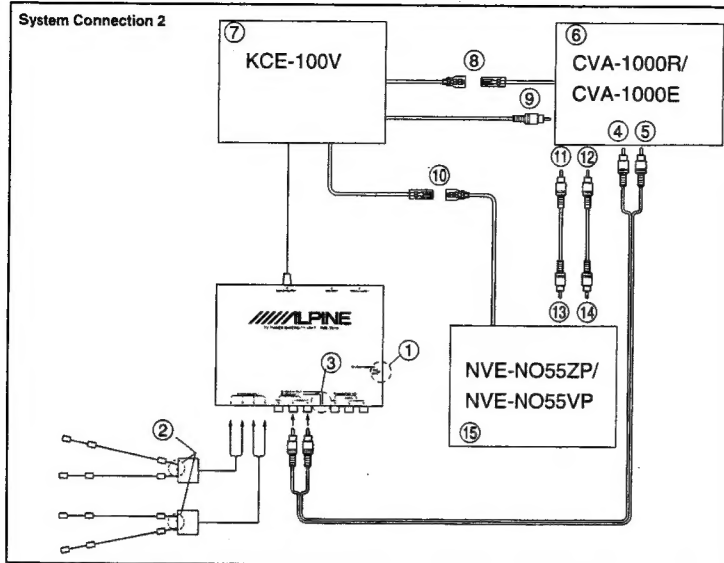 System Connection 2
⑦
KCE-100V
⑧
⑨
⑥
CVA-1000R/
CVA-1000E
④ ⑤
⑪ ⑫
⑩
ALPINE
①
③
②
⑬ ⑭
NVE-NO55ZP/
NVE-NO55VP
⑮